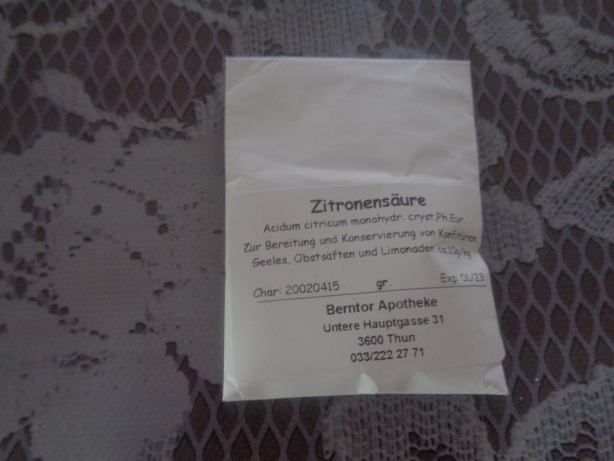 Zitronensäure
Acidum citricum monohydr. cryst.Ph.Eur.
Zur Bereitung und Konservierung von Konfitüren,
Geeles, Obstsäften und Limonaden.
Char: 20020415 gr. Exp: 01/23
Berntor Apotheke
Untere Hauptgasse 31
3600 Thun
033/222 27 71